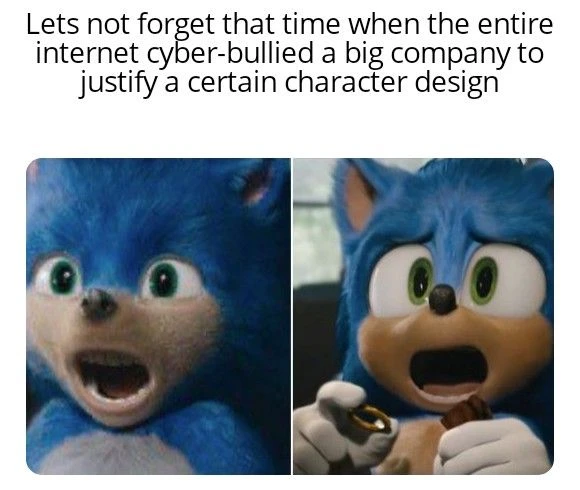 Lets not forget that time when the entire
internet cyber-bullied a big company to
justify a certain character design